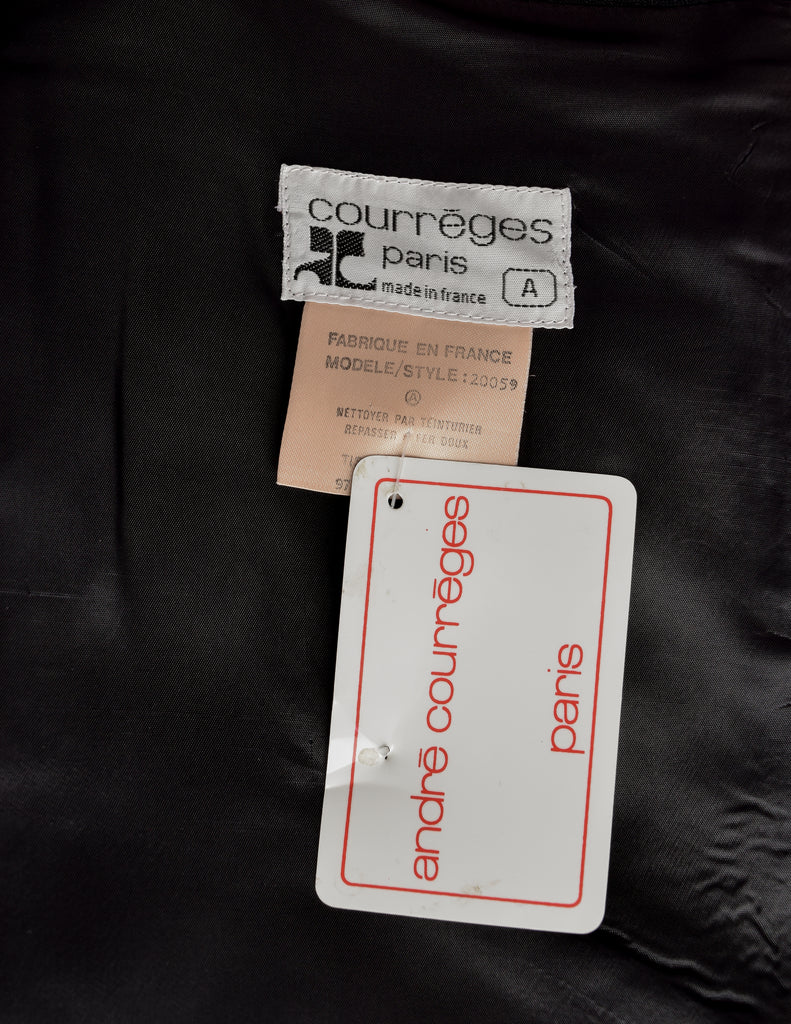 courrēges
paris
made in france
A
FABRIQUE EN FRANCE
MODELE/STYLE:20059
A
NETTOYER PAR TEINTURIER
REPASSER FER DOUX
97
andrē courrēges
paris